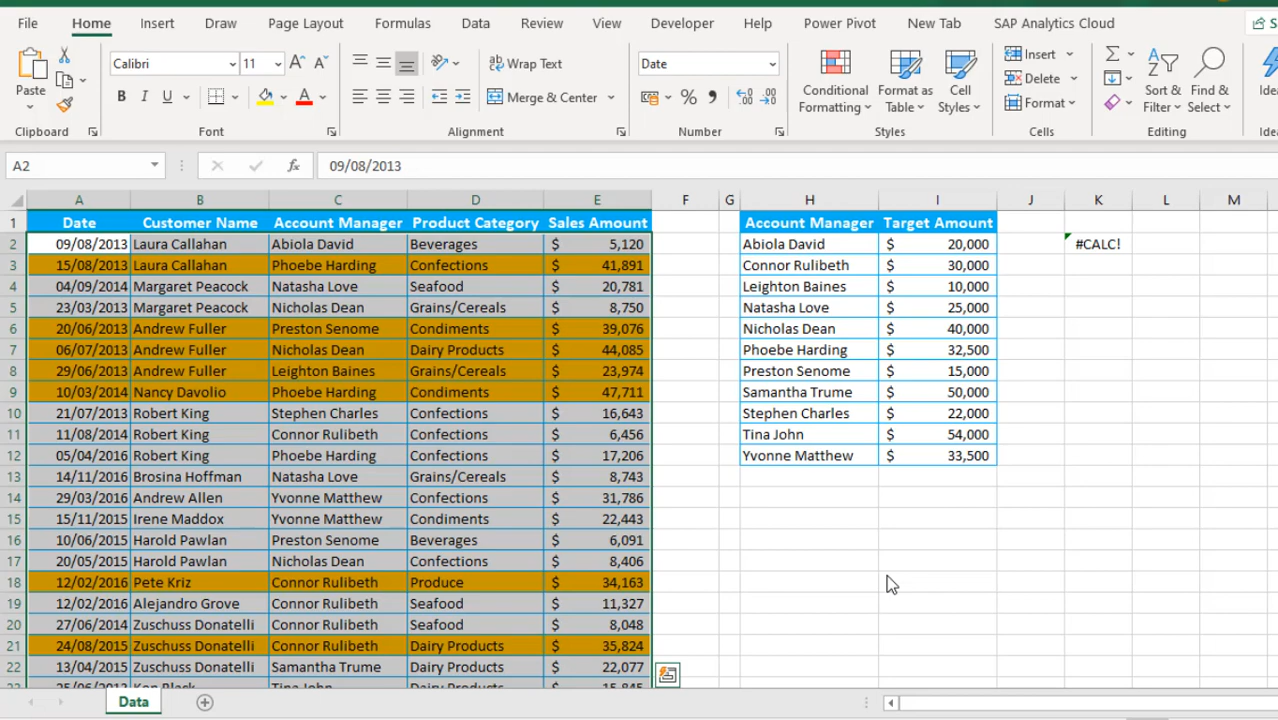 File Home Insert Draw Page Layout Formulas Data Review View Developer Help Power Pivot New Tab SAP Analytics Cloud
Calibri 11 Wrap Text Date Insert
Paste Conditional Formatting Format as Table Cell Styles Delete Sort & Filter Find & Select
B I U A Merge & Center % Format
Clipboard Font Alignment Number Styles Cells Editing
A2 fx 09/08/2013
A B C D E F G H I J K L M
1 Date Customer Name Account Manager Product Category Sales Amount Account Manager Target Amount
2 09/08/2013 Laura Callahan Abiola David Beverages $ 5,120 Abiola David $ 20,000 #CALC!
3 15/08/2013 Laura Callahan Phoebe Harding Confections $ 41,891 Connor Rulibeth $ 30,000
4 04/09/2014 Margaret Peacock Natasha Love Seafood $ 20,781 Leighton Baines $ 10,000
5 23/03/2013 Margaret Peacock Nicholas Dean Grains/Cereals $ 8,750 Natasha Love $ 25,000
6 20/06/2013 Andrew Fuller Preston Senome Condiments $ 39,076 Nicholas Dean $ 40,000
7 06/07/2013 Andrew Fuller Nicholas Dean Dairy Products $ 44,085 Phoebe Harding $ 32,500
8 29/06/2013 Andrew Fuller Leighton Baines Grains/Cereals $ 23,974 Preston Senome $ 15,000
9 10/03/2014 Nancy Davolio Phoebe Harding Condiments $ 47,711 Samantha Trume $ 50,000
10 21/07/2013 Robert King Stephen Charles Confections $ 16,643 Stephen Charles $ 22,000
11 11/08/2014 Robert King Connor Rulibeth Confections $ 6,456 Tina John $ 54,000
12 05/04/2016 Robert King Phoebe Harding Confections $ 17,206 Yvonne Matthew $ 33,500
13 14/11/2016 Brosina Hoffman Natasha Love Grains/Cereals $ 8,743
14 29/03/2016 Andrew Allen Yvonne Matthew Confections $ 31,786
15 15/11/2015 Irene Maddox Yvonne Matthew Condiments $ 22,443
16 10/06/2015 Harold Pawlan Preston Senome Beverages $ 6,091
17 20/05/2015 Harold Pawlan Nicholas Dean Confections $ 8,406
18 12/02/2016 Pete Kriz Connor Rulibeth Produce $ 34,163
19 12/02/2016 Alejandro Grove Connor Rulibeth Seafood $ 11,327
20 27/06/2014 Zuschuss Donatelli Connor Rulibeth Seafood $ 8,048
21 24/08/2015 Zuschuss Donatelli Connor Rulibeth Dairy Products $ 35,824
22 13/04/2015 Zuschuss Donatelli Samantha Trume Dairy Products $ 22,077
Data